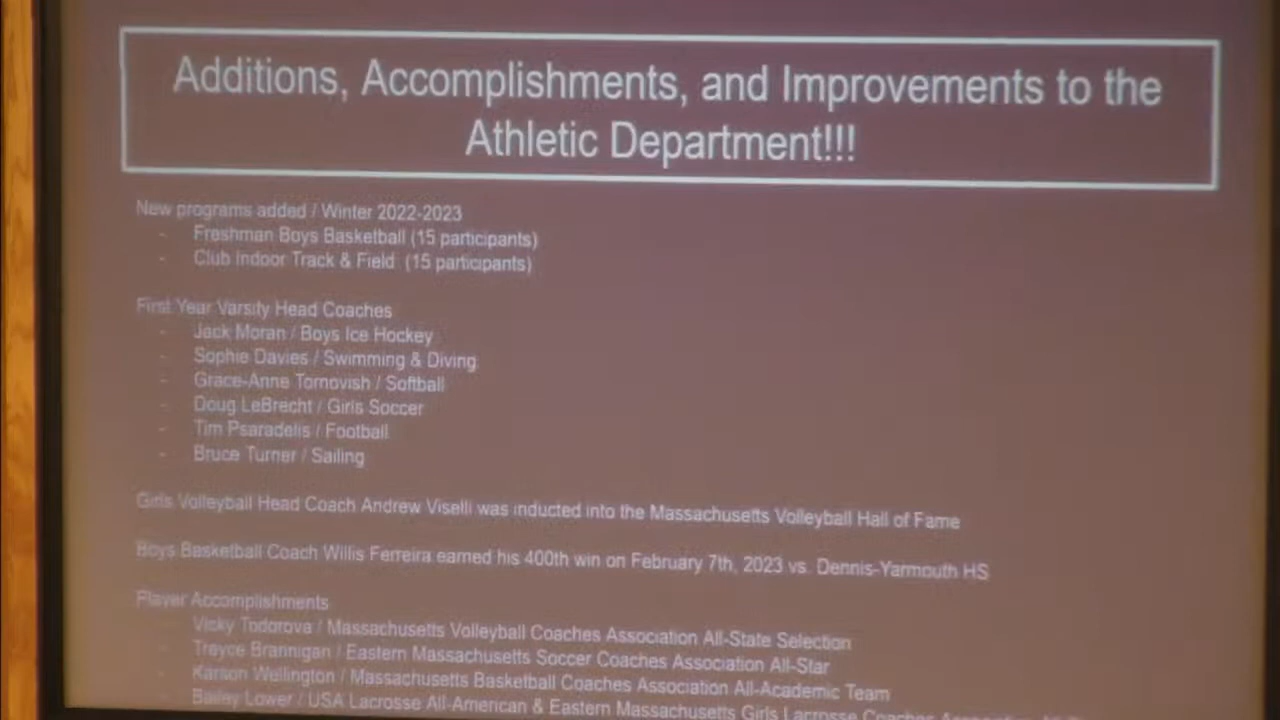 Additions, Accomplishments, and Improvements to the
Athletic Department!!!
New programs added / Winter 2022-2023
- Freshman Boys Basketball (15 participants)
- Club Indoor Track & Field (15 participants)
First Year Varsity Head Coaches
- Jack Moran / Boys Ice Hockey
- Sophie Davies / Swimming & Diving
- Grace-Anne Tornovish / Softball
- Doug LeBrecht / Girls Soccer
- Tim Psaradelis / Football
- Bruce Turner / Sailing
Girls Volleyball Head Coach Andrew Viselli was inducted into the Massachusetts Volleyball Hall of Fame
Boys Basketball Coach Willis Ferreira earned his 400th win on February 7th, 2023 vs. Dennis-Yarmouth HS
Player Accomplishments
- Vicky Todorova / Massachusetts Volleyball Coaches Association All-State Selection
- Trayce Brannigan / Eastern Massachusetts Soccer Coaches Association All-Star
- Karson Wellington / Massachusetts Basketball Coaches Association All-Academic Team
- Bailey Lower / USA Lacrosse All-American & Eastern Massachusetts Girls Lacrosse Coaches